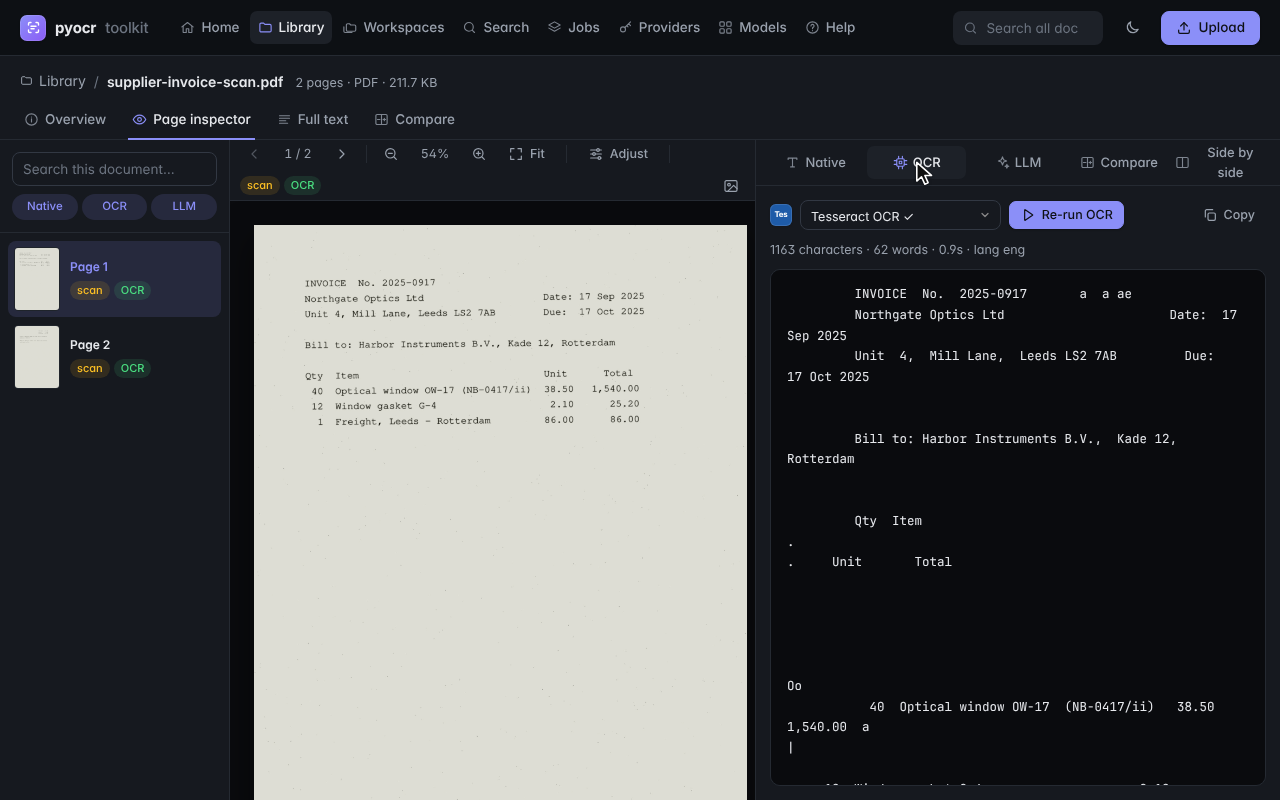 pyocr toolkit
Home
Library
Workspaces
Search
Jobs
Providers
Models
Help
Search all doc
Upload
Library / supplier-invoice-scan.pdf 2 pages · PDF · 211.7 KB
Overview
Page inspector
Full text
Compare
Search this document...
Native
OCR
LLM
Page 1
scan OCR
Page 2
scan OCR
1 / 2
54%
Fit
Adjust
scan OCR
INVOICE No. 2025-0917
Northgate Optics Ltd Date: 17 Sep 2025
Unit 4, Mill Lane, Leeds LS2 7AB Due: 17 Oct 2025
Bill to: Harbor Instruments B.V., Kade 12, Rotterdam
Qty Item Unit Total
40 Optical window OW-17 (NB-0417/ii) 38.50 1,540.00
12 Window gasket G-4 2.10 25.20
1 Freight, Leeds - Rotterdam 86.00 86.00
Native
OCR
LLM
Compare
Side by
side
Tes
Tesseract OCR ✓
Re-run OCR
Copy
1163 characters · 62 words · 0.9s · lang eng
INVOICE No. 2025-0917 a a ae
Northgate Optics Ltd Date: 17
Sep 2025
Unit 4, Mill Lane, Leeds LS2 7AB Due:
17 Oct 2025
Bill to: Harbor Instruments B.V., Kade 12,
Rotterdam
Qty Item
.
. Unit Total
Oo
40 Optical window OW-17 (NB-0417/ii) 38.50
1,540.00 a
|